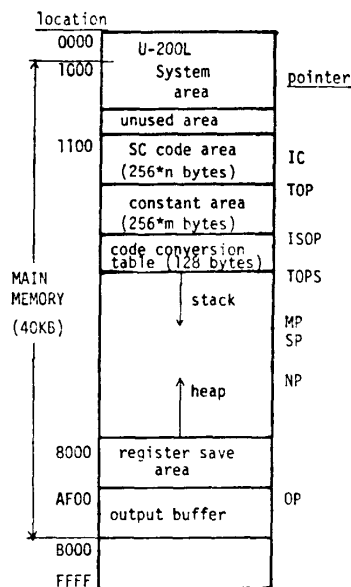 location
0000
U-200L
1000
System
area
pointer
unused area
1100
SC code area
(256*n bytes)
IC
TOP
constant area
(256*m bytes)
ISOP
code conversion
table (128 bytes)
TOPS
MAIN
MEMORY
(40KB)
stack
MP
SP
NP
heap
8000
register save
area
AF00
OP
output buffer
B000
FFFF